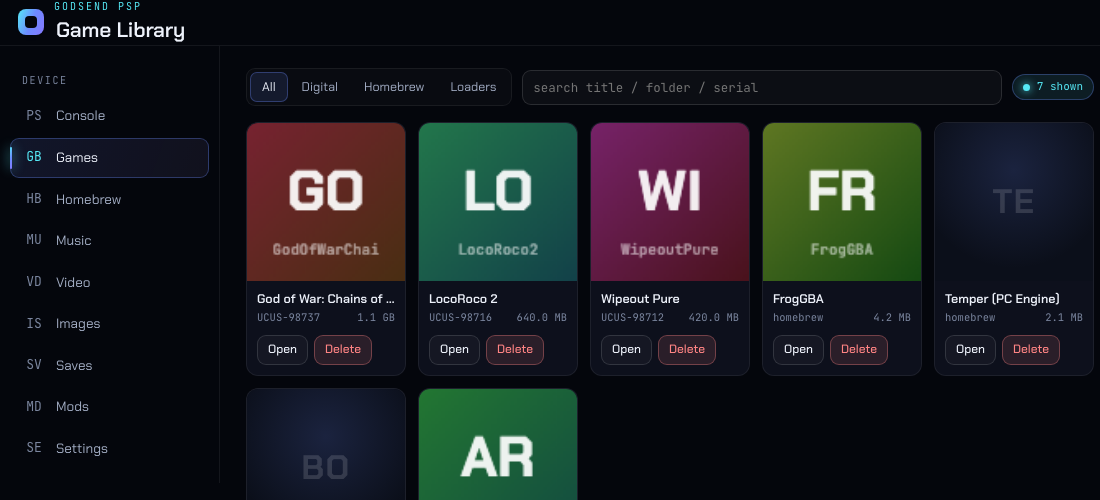 GODSEND PSP
Game Library
DEVICE
PS Console
GB Games
HB Homebrew
MU Music
VD Video
IS Images
SV Saves
MD Mods
SE Settings
All Digital Homebrew Loaders
search title / folder / serial
7 shown
GO
GodOfWarChai
God of War: Chains of ...
UCUS-98737 1.1 GB
Open Delete
LO
LocoRoco2
LocoRoco 2
UCUS-98716 640.0 MB
Open Delete
WI
WipeoutPure
Wipeout Pure
UCUS-98712 420.0 MB
Open Delete
FR
FrogGBA
FrogGBA
homebrew 4.2 MB
Open Delete
TE
Temper (PC Engine)
homebrew 2.1 MB
Open Delete
BO
AR